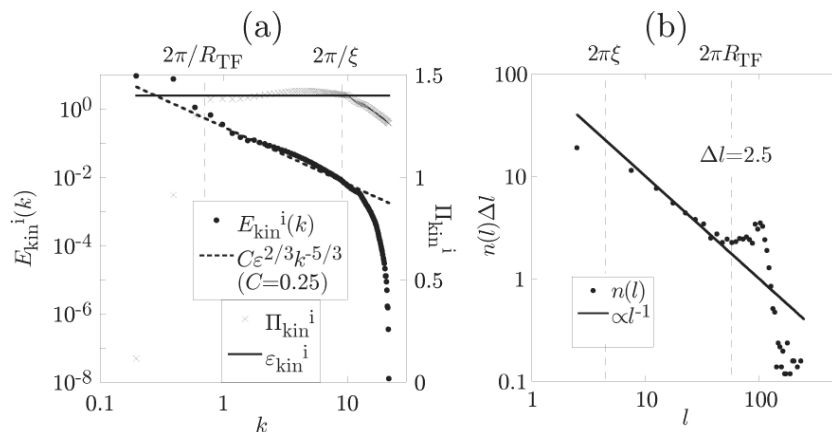 (a)
2π/R_TF 2π/ξ
10^0
10^-2
10^-4
10^-6
10^-8
E_kin^i(k)
0.1 1 10
k
1.5
1
0.5
0
Π_kin^i
E_kin^i(k)
Cε^2/3k^-5/3
(C=0.25)
Π_kin^i
ε_kin^i
(b)
2πξ 2πR_TF
100
10
1
0.1
n(l)Δl
Δl=2.5
n(l)
∝l^-1
1 10 100
l